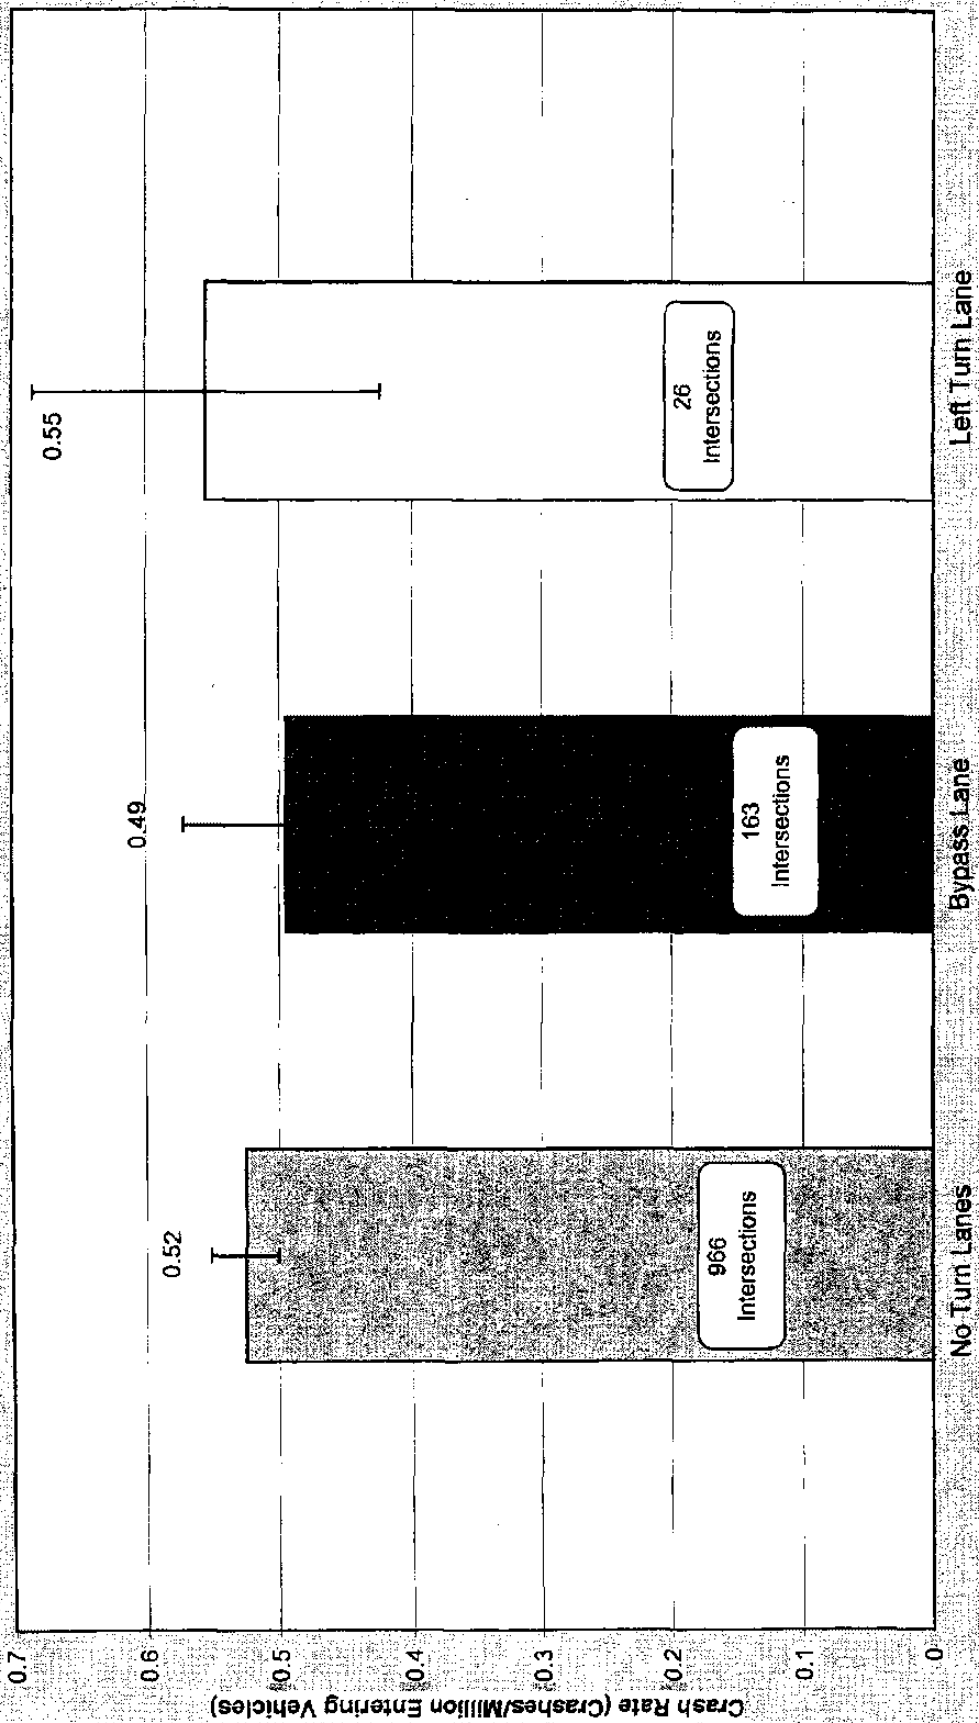 Crash Rate (Crashes/Million Entering Vehicles)
0.7
0.6
0.5
0.4
0.3
0.2
0.1
0
0.52
0.49
0.55
966
Intersections
163
Intersections
26
Intersections
No Turn Lanes
Bypass Lane
Left Turn Lane